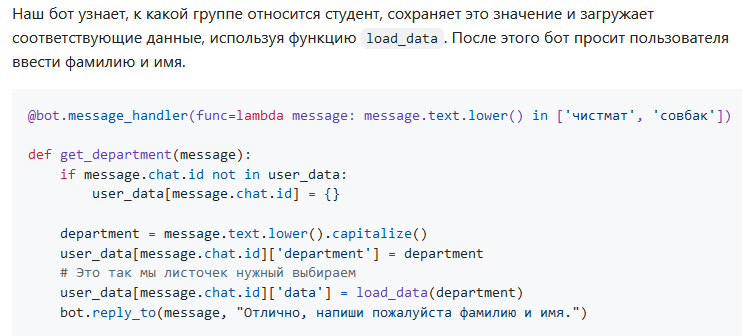 Наш бот узнает, к какой группе относится студент, сохраняет это значение и загружает
соответствующие данные, используя функцию load_data. После этого бот просит пользователя
ввести фамилию и имя.
@bot.message_handler(func=lambda message: message.text.lower() in ['чистмат', 'совбак'])
def get_department(message):
    if message.chat.id not in user_data:
        user_data[message.chat.id] = {}
    department = message.text.lower().capitalize()
    user_data[message.chat.id]['department'] = department
    # Это так мы листочек нужный выбираем
    user_data[message.chat.id]['data'] = load_data(department)
    bot.reply_to(message, "Отлично, напиши пожалуйста фамилию и имя.")